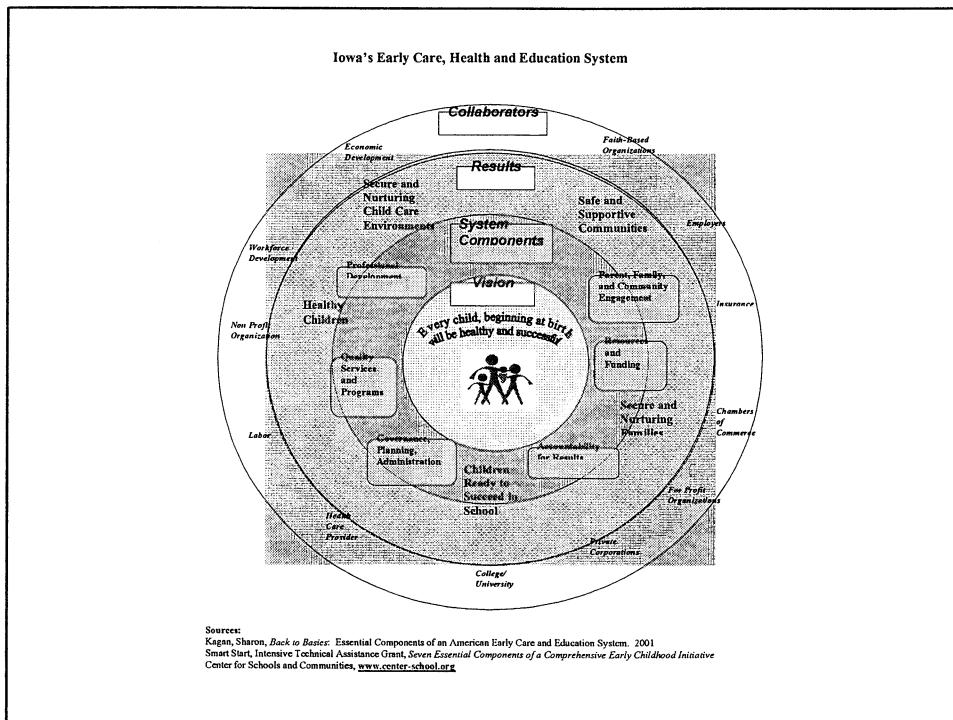 Iowa's Early Care, Health and Education System
Collaborators
Economic
Development
Faith-Based
Organizations
Results
Secure and
Nurturing
Child Care
Environments
Safe and
Supportive
Communities
Employers
System
Components
Workforce
Development
Professional
Development
Vision
Parent, Family,
and Community
Engagement
Healthy
Children
Insurance
Every child, beginning at birth
will be healthy and successful
Non Profit
Organization
Resources
and
Funding
Quality
Services
and
Programs
Secure and
Nurturing
Families
Chambers
of
Commerce
Labor
Governance,
Planning,
Administration
Accountability
for Results
Children
Ready to
Succeed in
School
For Profit
Organizations
Health
Care
Provider
Private
Corporations
College/
University
Sources:
Kagan, Sharon, Back to Basics: Essential Components of an American Early Care and Education System. 2001
Smart Start, Intensive Technical Assistance Grant, Seven Essential Components of a Comprehensive Early Childhood Initiative
Center for Schools and Communities, www.center-school.org